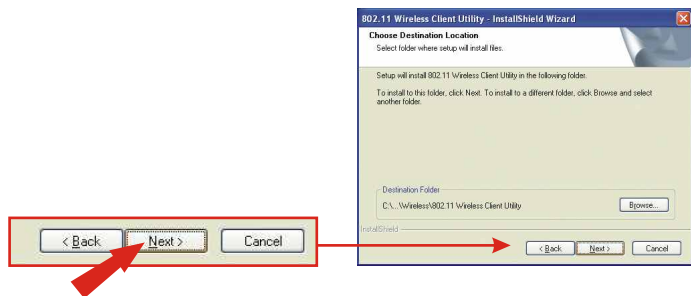 802.11 Wireless Client Utility - InstallShield Wizard
Choose Destination Location
Select folder where setup will install files.
Setup will install 802.11 Wireless Client Utility in the following folder.
To install to this folder, click Next. To install to a different folder, click Browse and select
another folder.
Destination Folder
C:\...\Wireless\802.11 Wireless Client Utility
Browse...
InstallShield
< Back
Next >
Cancel
< Back
Next >
Cancel